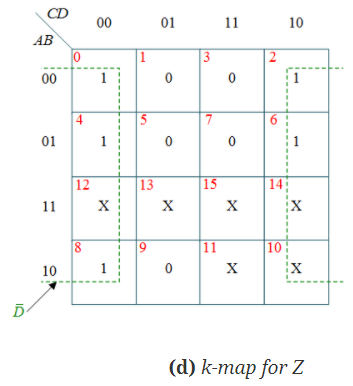 CD
AB
00 01 11 10
0 1 3 2
00 1 0 0 1
4 5 7 6
01 1 0 0 1
12 13 15 14
11 X X X X
8 9 11 10
10 1 0 X X
D̄
(d) k-map for Z